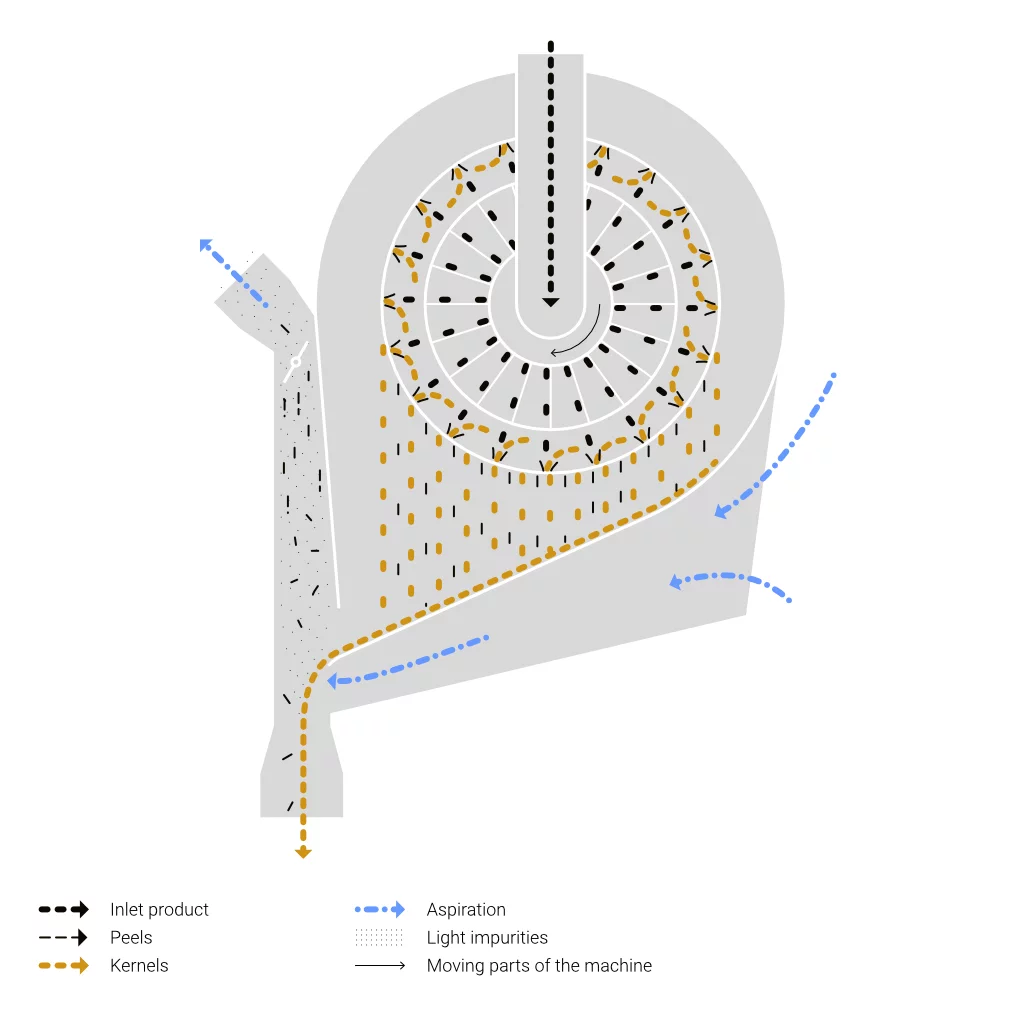 Inlet product
Peels
Kernels
Aspiration
Light impurities
Moving parts of the machine